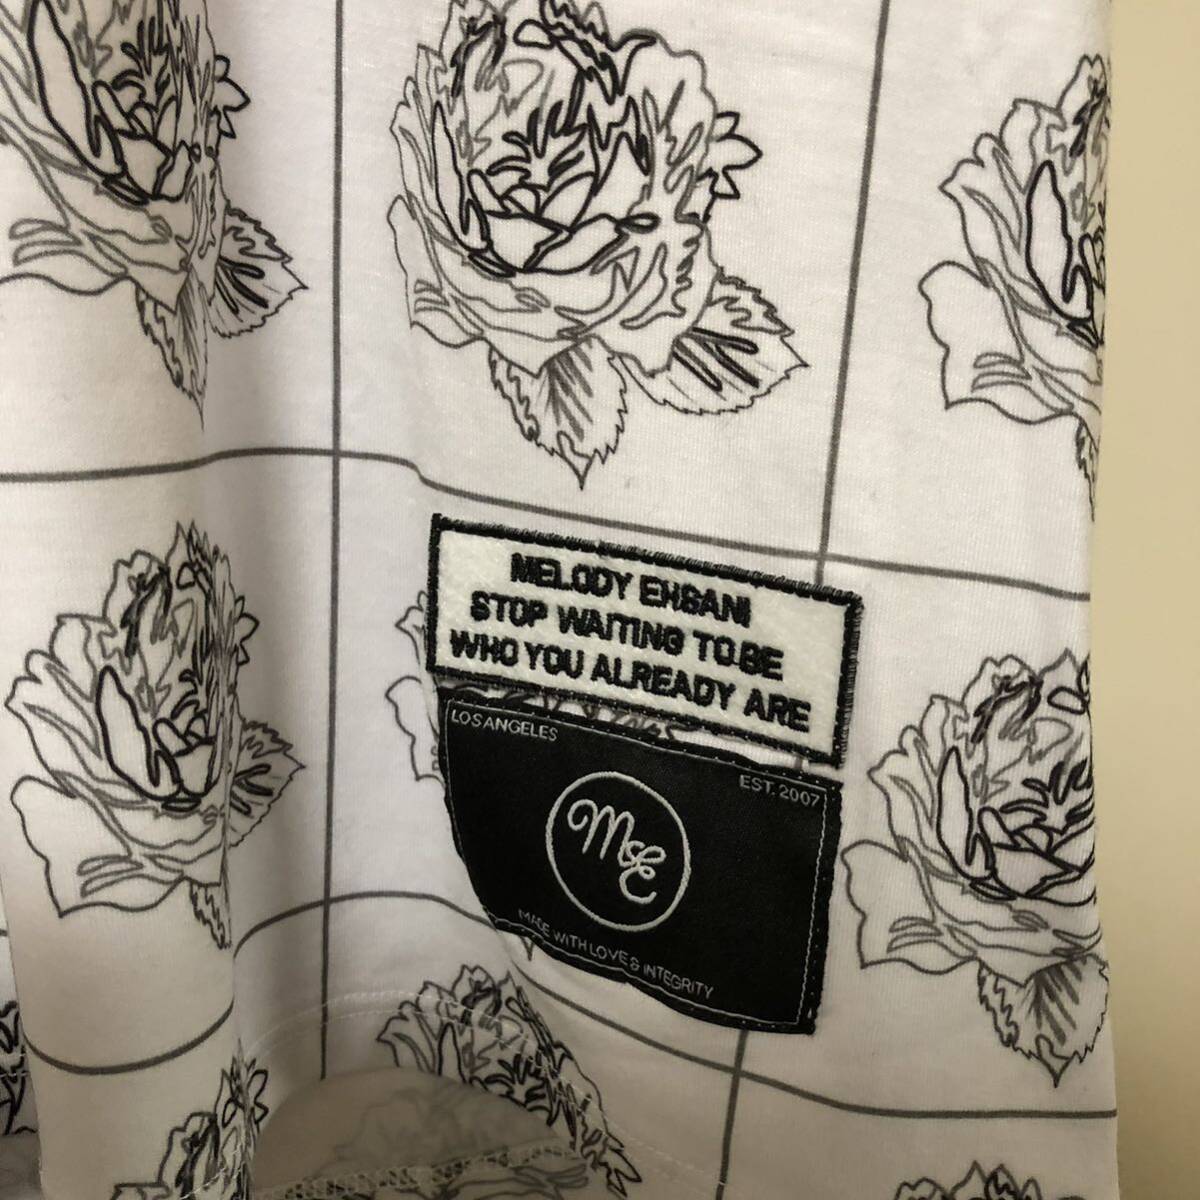 MELODY EHSANI
STOP WAITING TO BE
WHO YOU ALREADY ARE
LOS ANGELES
EST. 2007
M&E
MADE WITH LOVE & INTEGRITY